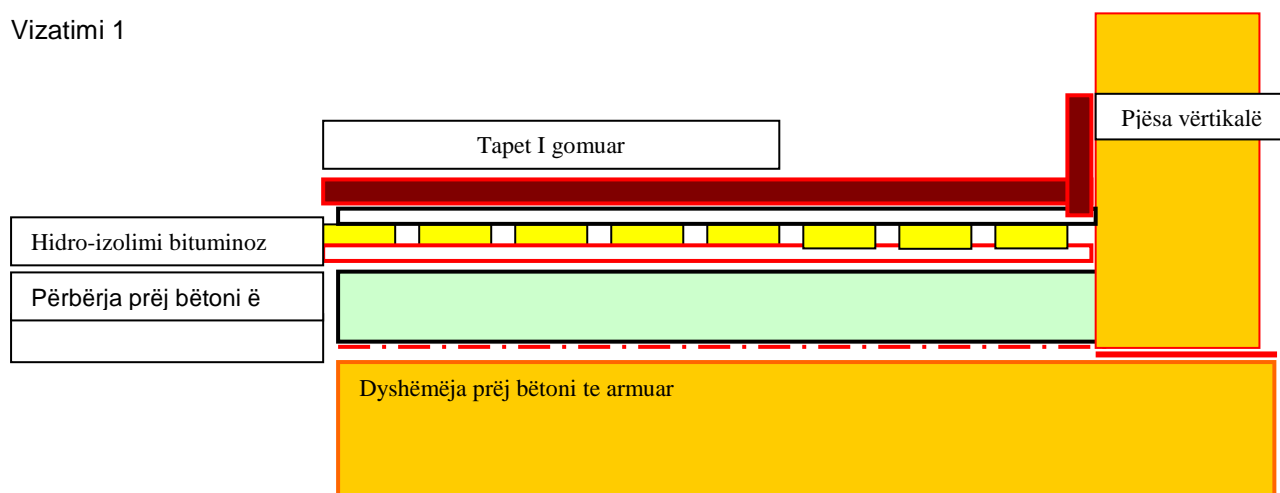 Vizatimi 1
Pjësa vërtikalë
Tapet I gomuar
Hidro-izolimi bituminoz
Përbërja prëj bëtoni ë
Dyshëmëja prëj bëtoni te armuar